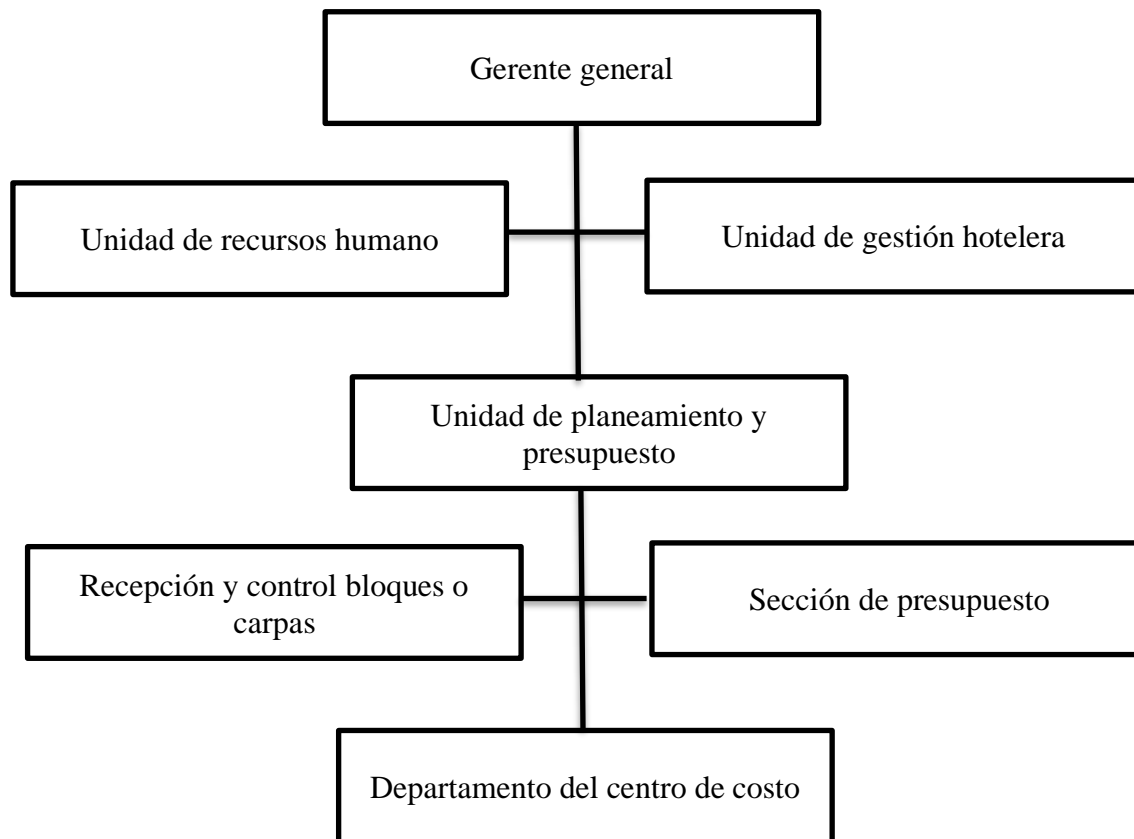 Gerente general
Unidad de recursos humano
Unidad de gestión hotelera
Unidad de planeamiento y
presupuesto
Recepción y control bloques o
carpas
Sección de presupuesto
Departamento del centro de costo